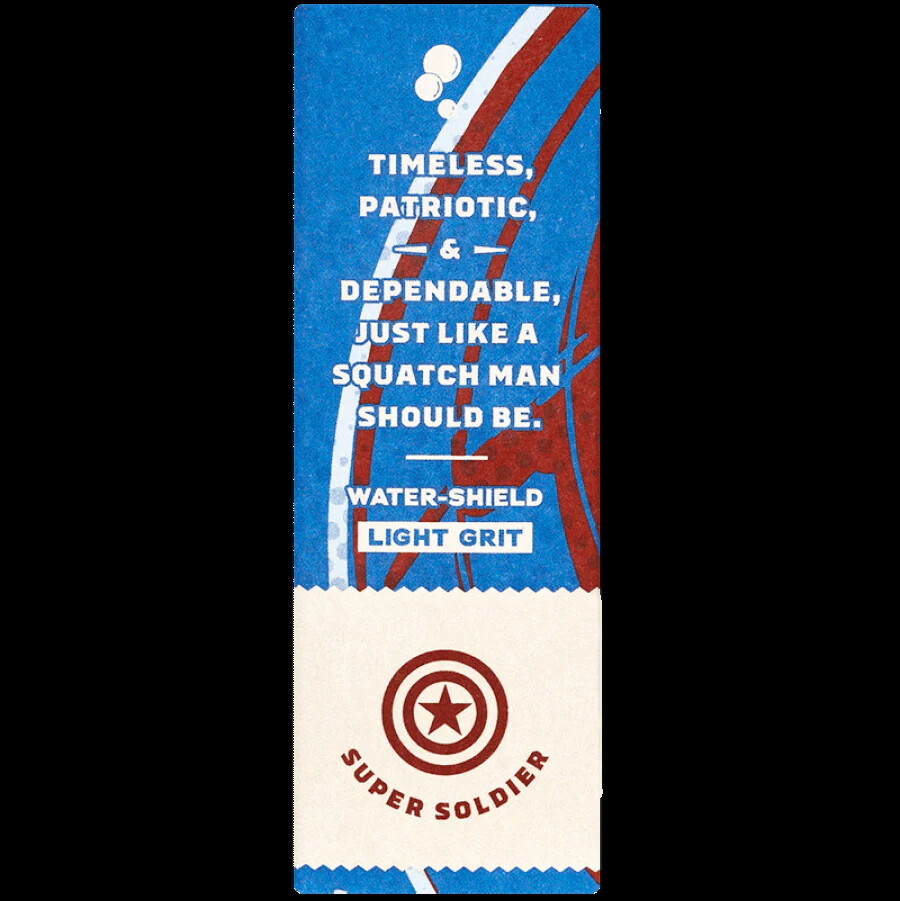 TIMELESS,
PATRIOTIC,
&
DEPENDABLE,
JUST LIKE A
SQUATCH MAN
SHOULD BE.
WATER-SHIELD
LIGHT GRIT
SUPER SOLDIER